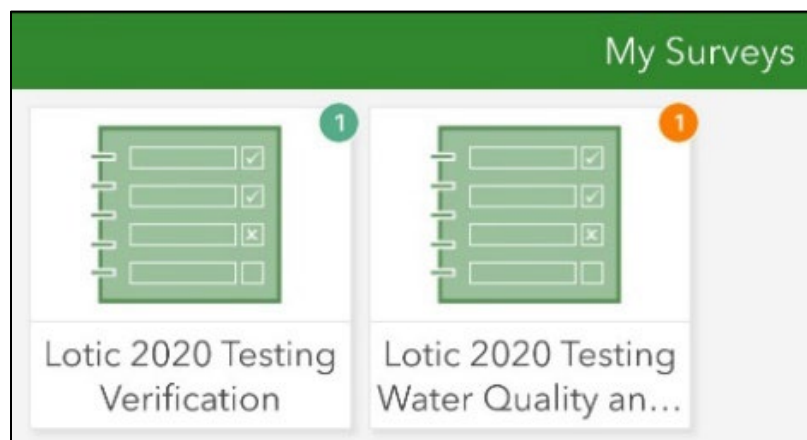 My Surveys
1
1
Lotic 2020 Testing
Verification
Lotic 2020 Testing
Water Quality an...